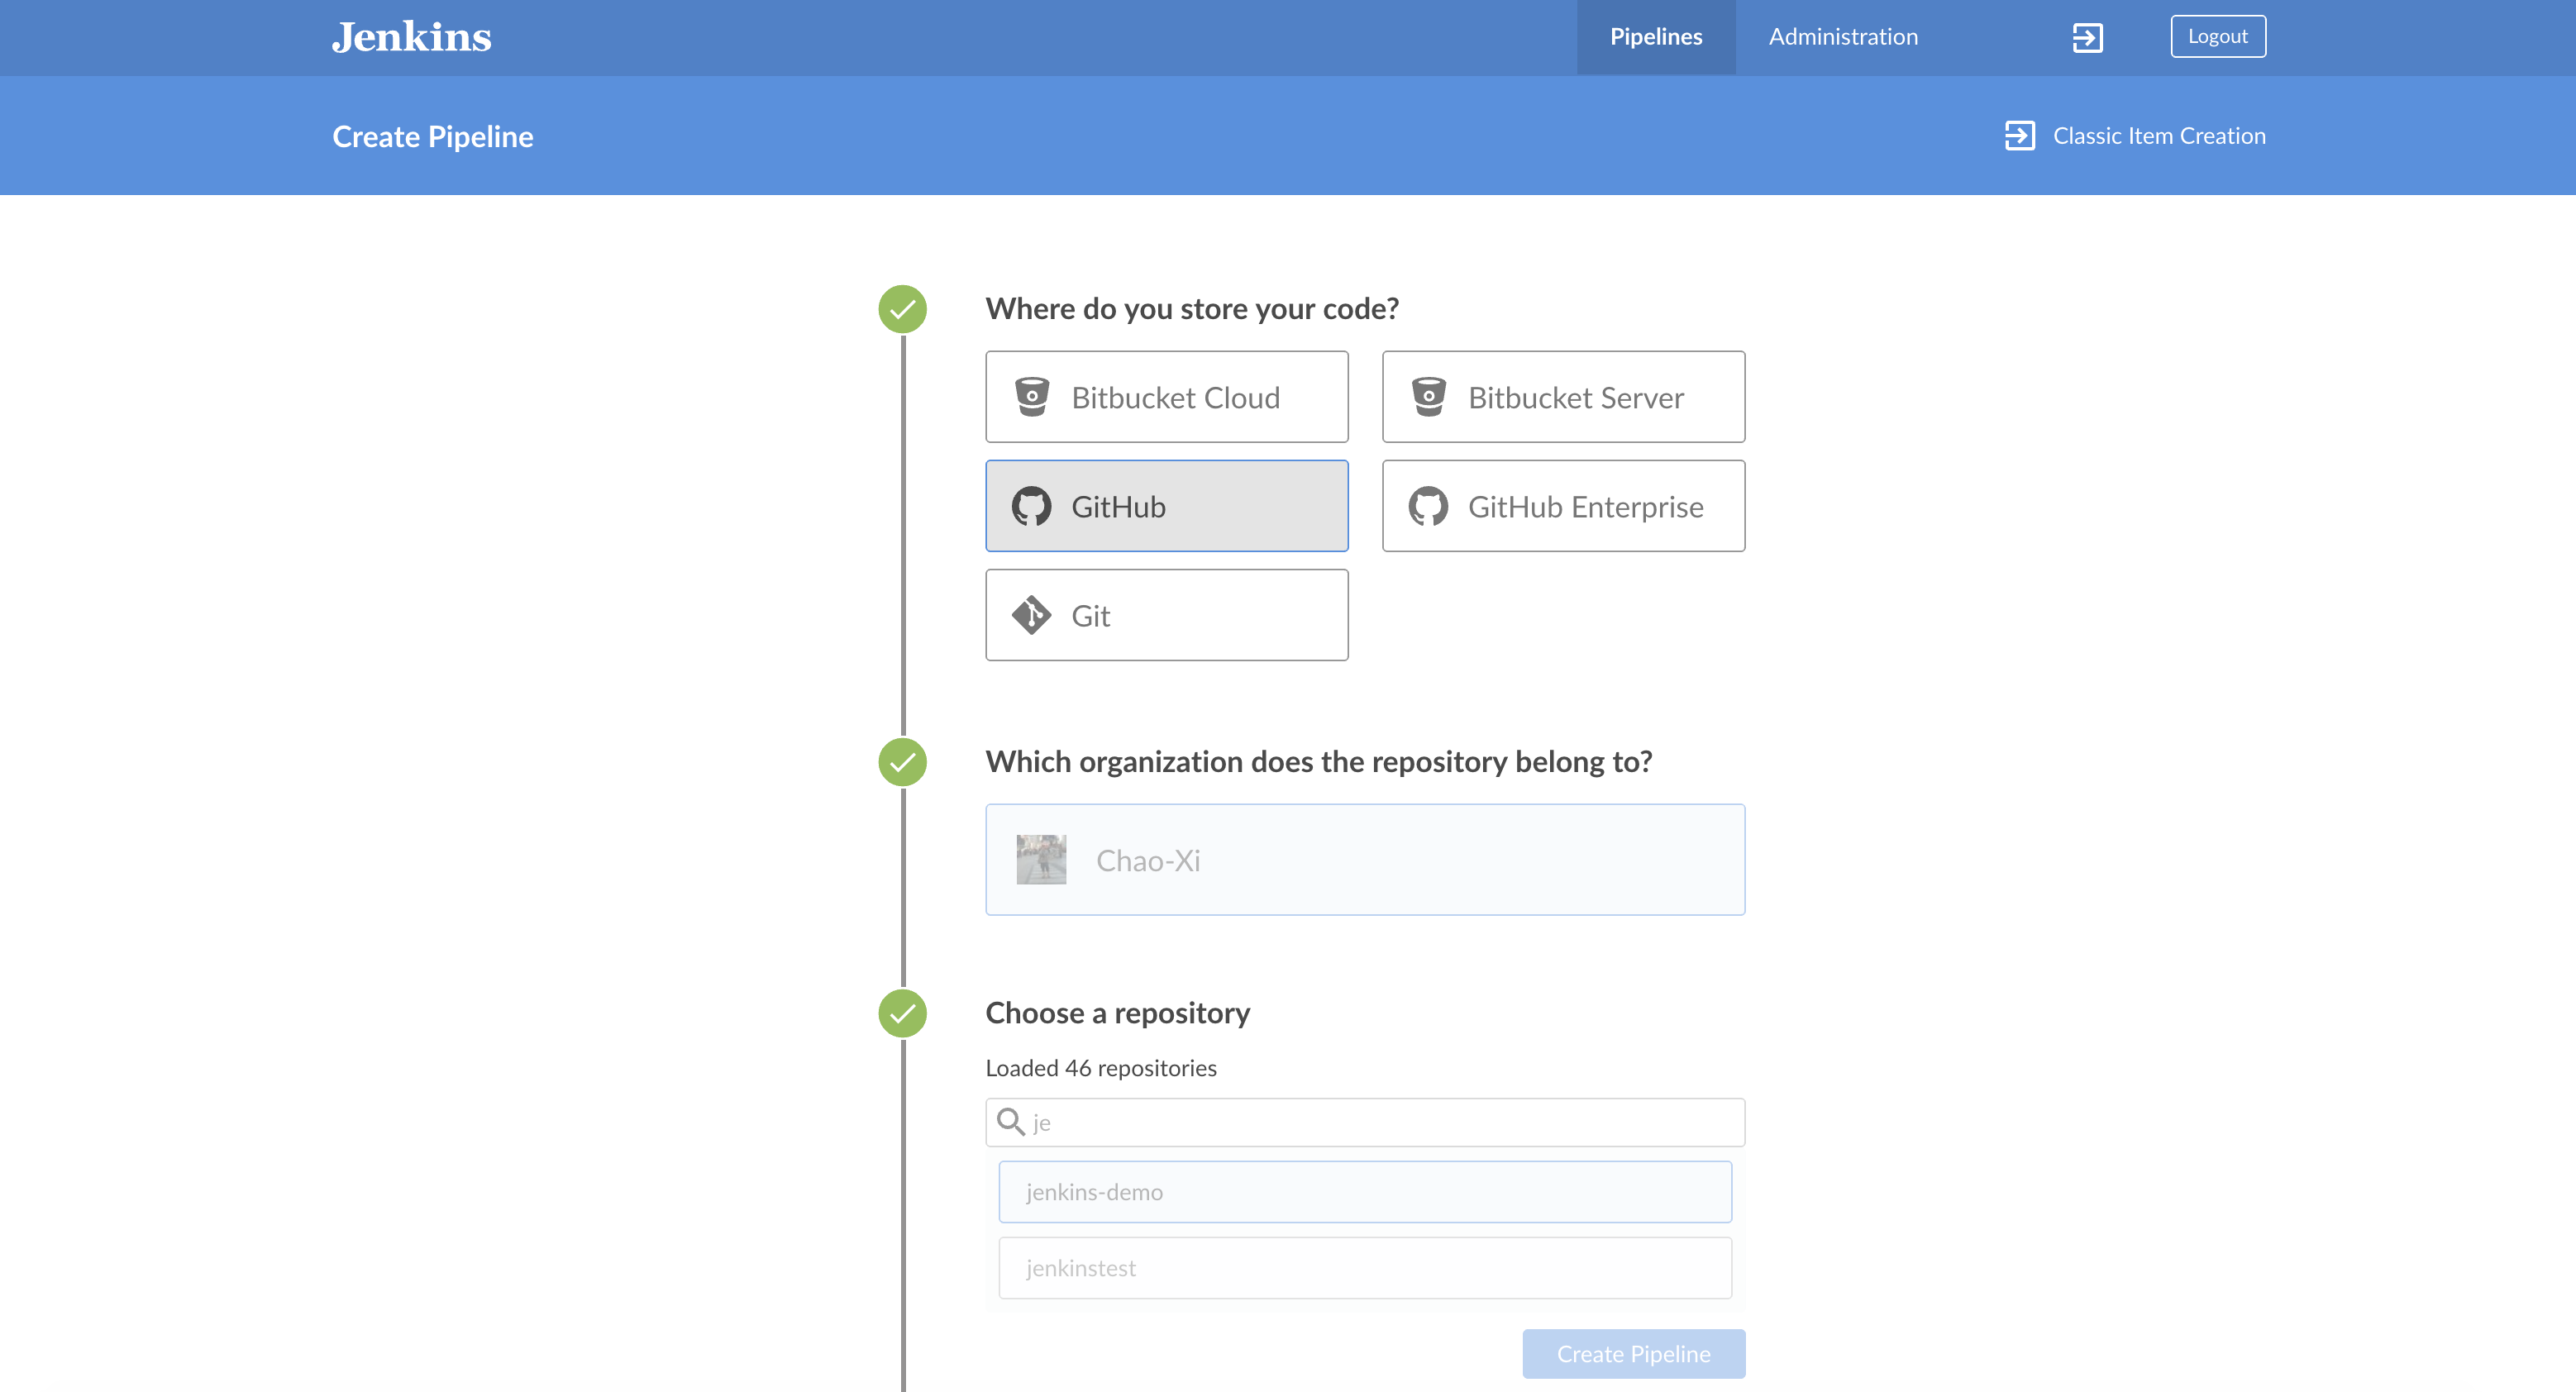 Jenkins
Pipelines
Administration
Logout
Create Pipeline
Classic Item Creation
Where do you store your code?
Bitbucket Cloud
Bitbucket Server
GitHub
GitHub Enterprise
Git
Which organization does the repository belong to?
Chao-Xi
Choose a repository
Loaded 46 repositories
je
jenkins-demo
jenkinstest
Create Pipeline